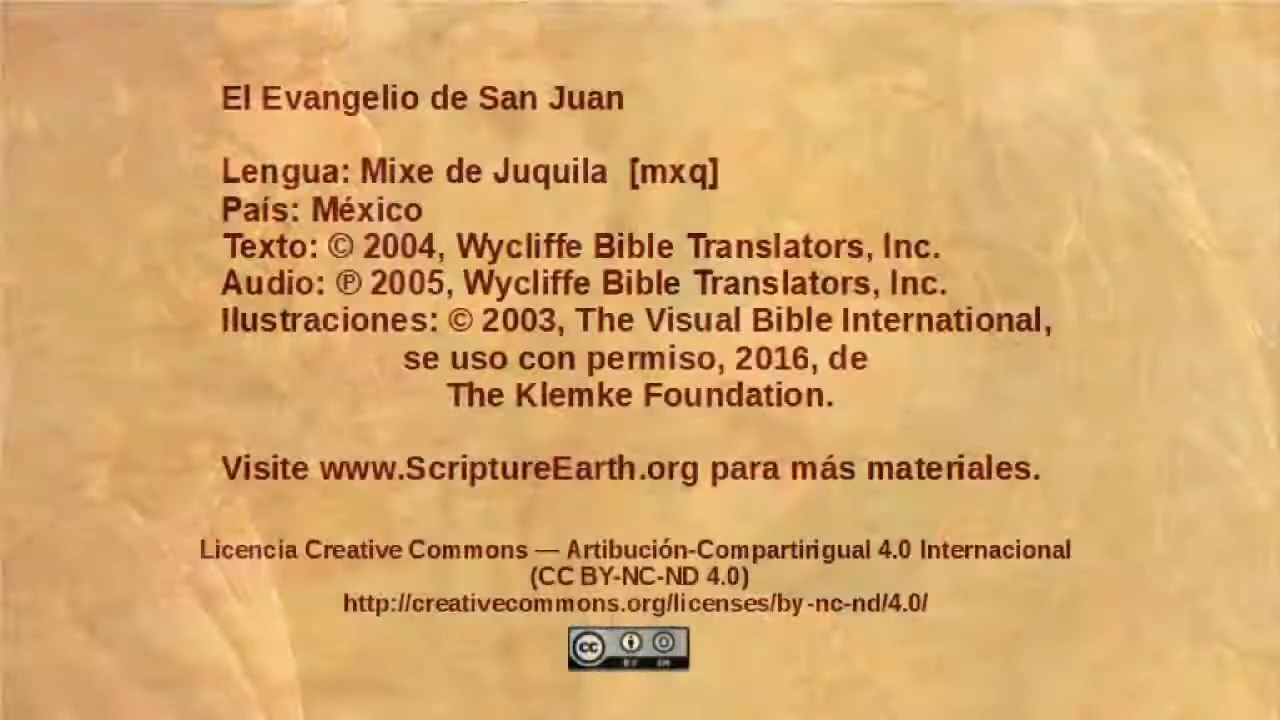 El Evangelio de San Juan
Lengua: Mixe de Juquila [mxq]
País: México
Texto: © 2004, Wycliffe Bible Translators, Inc.
Audio: ℗ 2005, Wycliffe Bible Translators, Inc.
Ilustraciones: © 2003, The Visual Bible International,
se uso con permiso, 2016, de
The Klemke Foundation.
Visite www.ScriptureEarth.org para más materiales.
Licencia Creative Commons — Artibución-Compartirigual 4.0 Internacional
(CC BY-NC-ND 4.0)
http://creativecommons.org/licenses/by-nc-nd/4.0/
cc